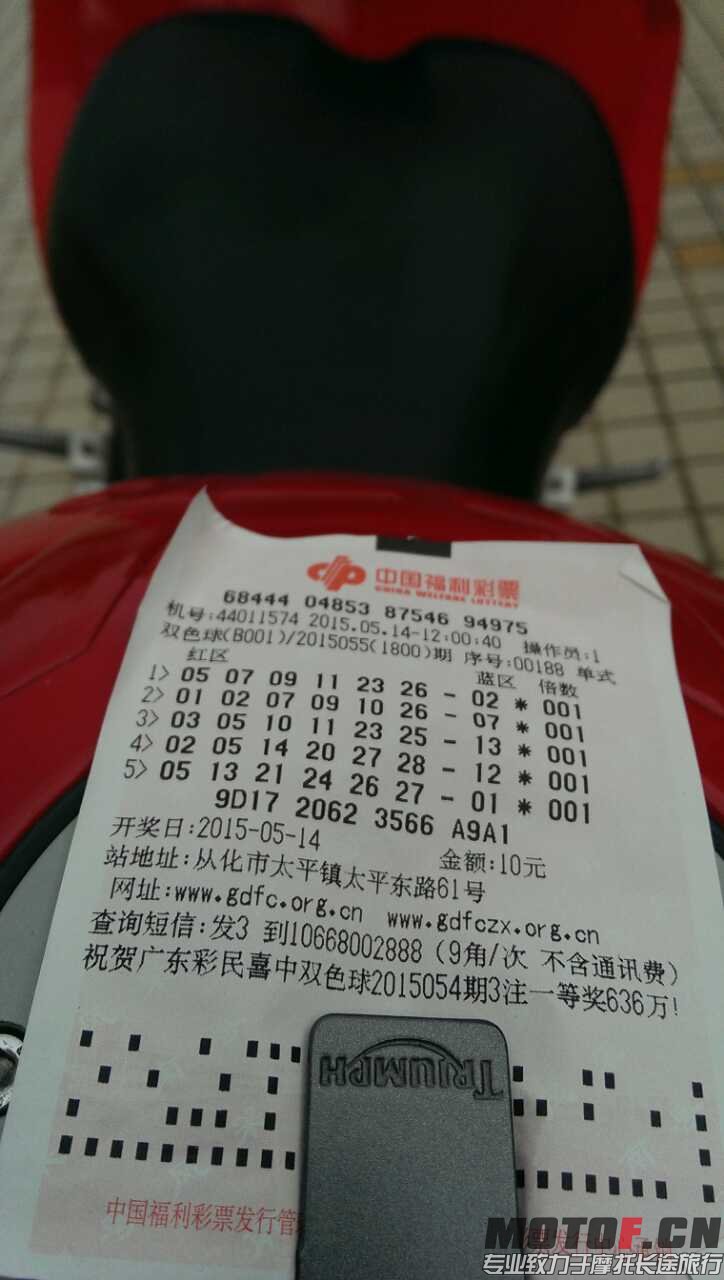 中国福利彩票
CHINA WELFARE LOTTERY
68444 04853 87546 94975
机号:44011574 2015.05.14-12:00:40 操作员:1
双色球(B001)/2015055(1800)期 序号:00188 单式
红区 蓝区 倍数
1> 05 07 09 11 23 26 - 02 * 001
2> 01 02 07 09 10 26 - 07 * 001
3> 03 05 10 11 23 25 - 13 * 001
4> 02 05 14 20 27 28 - 12 * 001
5> 05 13 21 24 26 27 - 01 * 001
9D17 2062 3566 A9A1
开奖日:2015-05-14 金额:10元
站地址:从化市太平镇太平东路61号
网址:www.gdfc.org.cn www.gdfczx.org.cn
查询短信:发3 到10668002888 (9角/次 不含通讯费)
祝贺广东彩民喜中双色球2015054期3注一等奖636万!
TRIUMPH
中国福利彩票发行管
MOTOF.CN
专业致力于摩托长途旅行